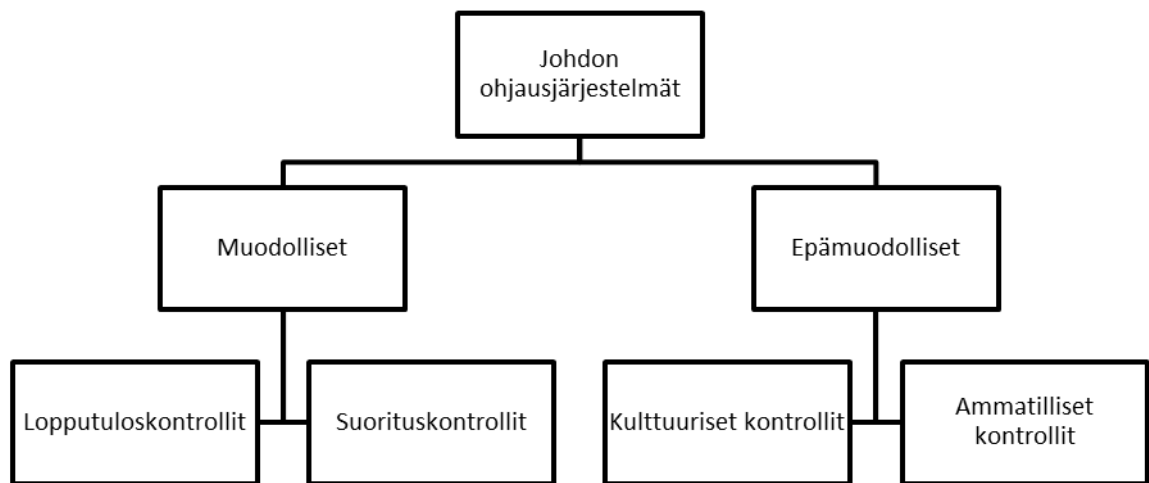 Johdon
ohjausjärjestelmät
Muodolliset
Epämuodolliset
Lopputuloskontrollit
Suorituskontrollit
Kulttuuriset kontrollit
Ammatilliset
kontrollit